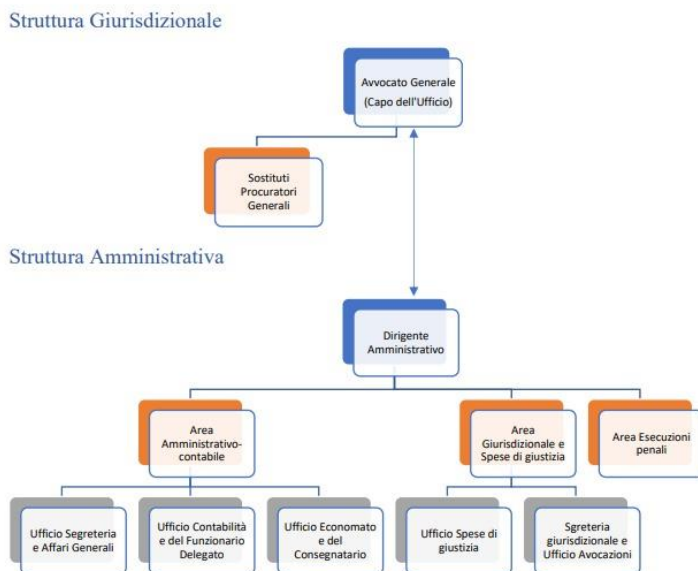 Struttura Giurisdizionale
Avvocato Generale
(Capo dell'Ufficio)
Sostituti
Procuratori
Generali
Struttura Amministrativa
Dirigente
Amministrativo
Area
Amministrativo-
contabile
Area
Giurisdizionale e
Spese di giustizia
Area Esecuzioni
penali
Ufficio Segreteria
e Affari Generali
Ufficio Contabilità
e del Funzionario
Delegato
Ufficio Economato
e del
Consegnatario
Ufficio Spese di
giustizia
Sgreteria
giurisdizionale e
Ufficio Avocazioni